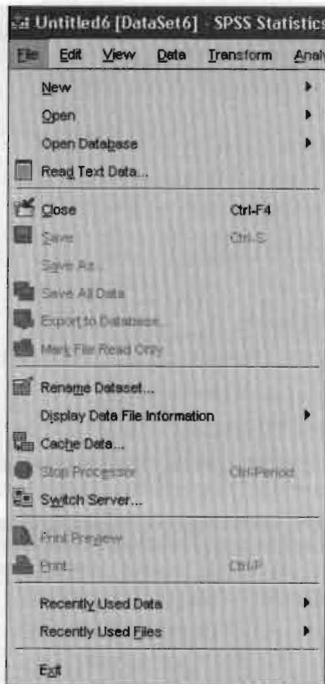 Untitled6 [DataSet6] - SPSS Statistics
File Edit View Data Transform Analy
New
Open
Open Database
Read Text Data...
Close Ctrl-F4
Save Ctrl-S
Save As...
Save All Data
Export to Database...
Mark File Read Only
Rename Dataset...
Display Data File Information
Cache Data...
Stop Processor Ctrl-Period
Switch Server...
Print Preview
Print... Ctrl-P
Recently Used Data
Recently Used Files
Exit